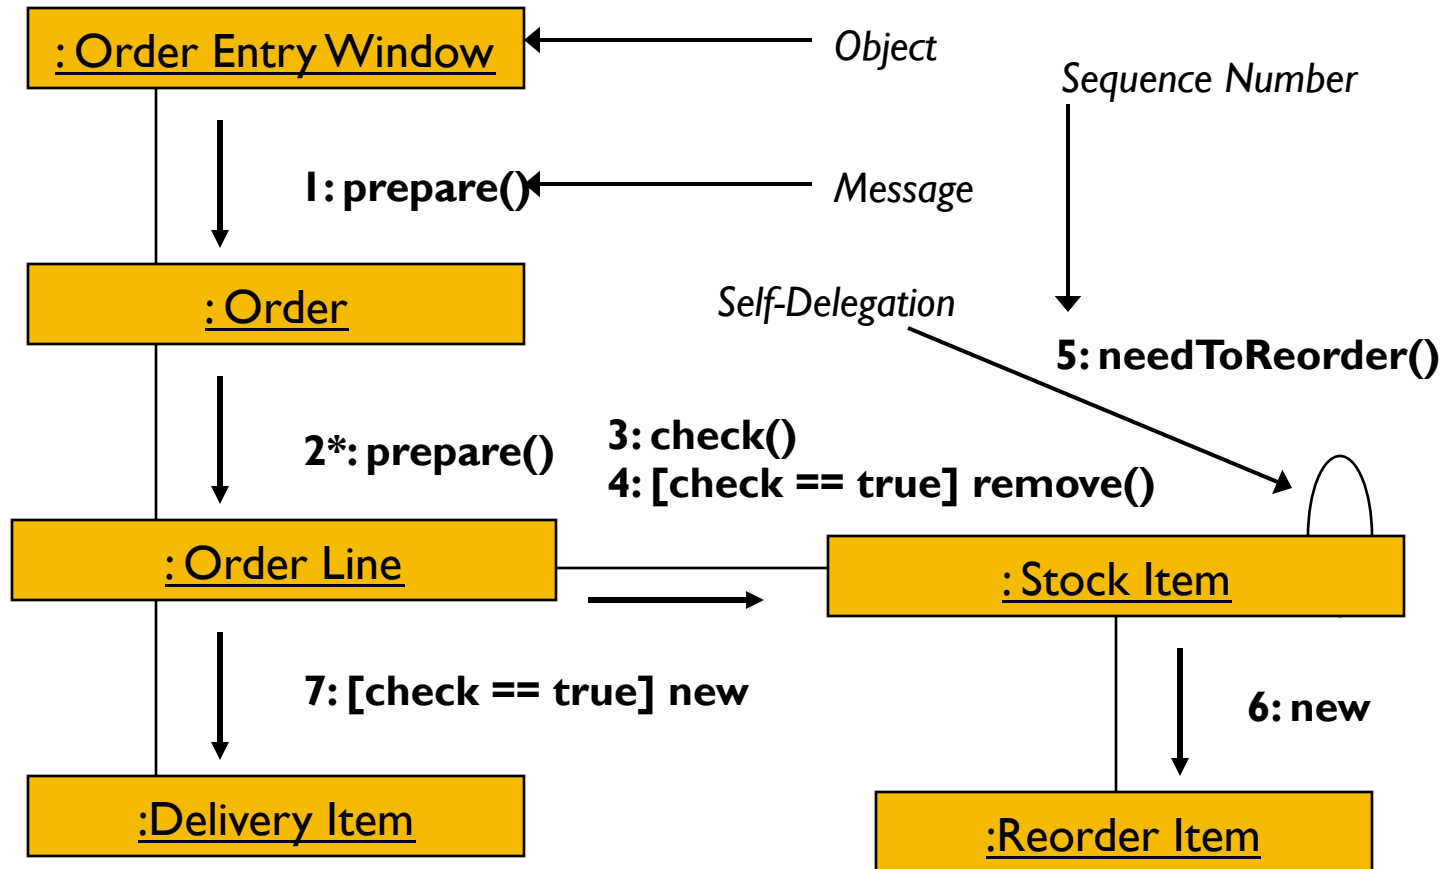 : Order Entry Window
Object
Sequence Number
1: prepare()
Message
: Order
Self-Delegation
5: needToReorder()
2*: prepare()
3: check()
4: [check == true] remove()
: Order Line
: Stock Item
7: [check == true] new
6: new
:Delivery Item
:Reorder Item